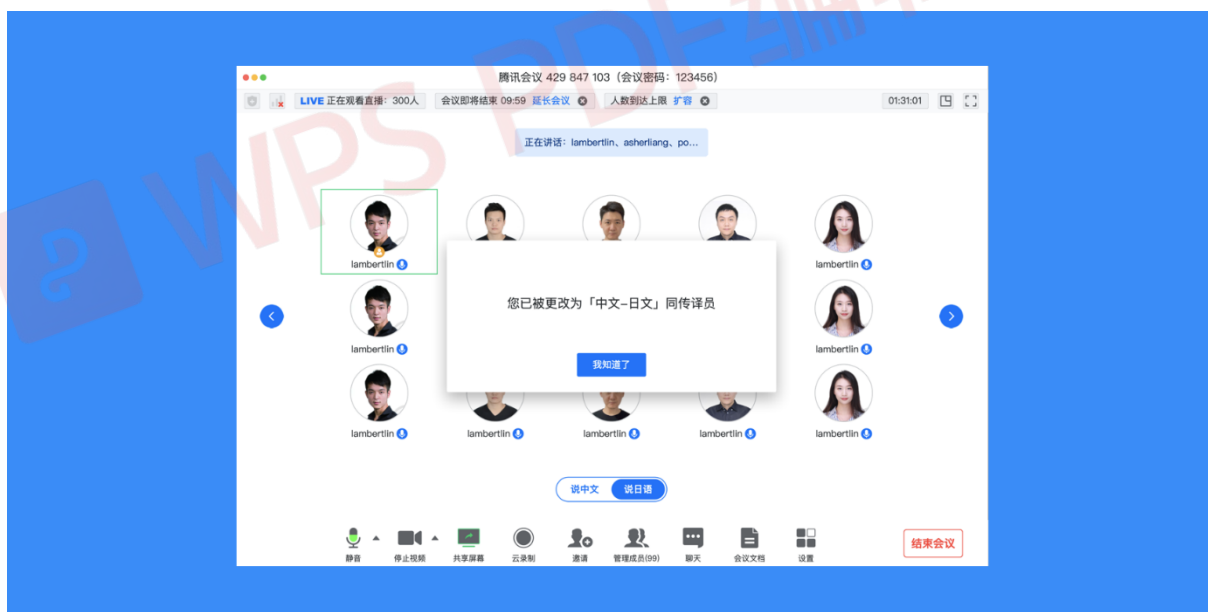 WPS PDF编辑
腾讯会议 429 847 103（会议密码：123456）
LIVE 正在观看直播：300人
会议即将结束 09:59 延长会议
人数到达上限 扩容
01:31:01
正在讲话：lambertlin、asherliang、po...
lambertlin
lambertlin
您已被更改为「中文-日文」同传译员
我知道了
lambertlin
lambertlin
lambertlin
lambertlin
lambertlin
lambertlin
lambertlin
说中文 说日语
静音
停止视频
共享屏幕
云录制
邀请
管理成员(99)
聊天
会议文档
设置
结束会议